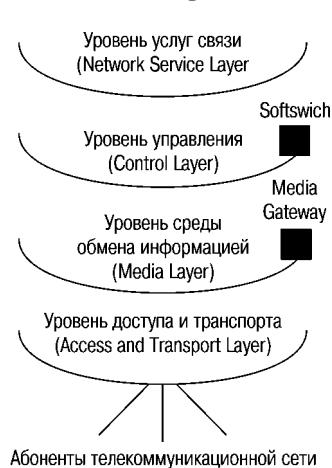 Уровень услуг связи
(Network Service Layer
Softswich
Уровень управления
(Control Layer)
Media
Gateway
Уровень среды
обмена информацией
(Media Layer)
Уровень доступа и транспорта
(Access and Transport Layer)
Абоненты телекоммуникационной сети